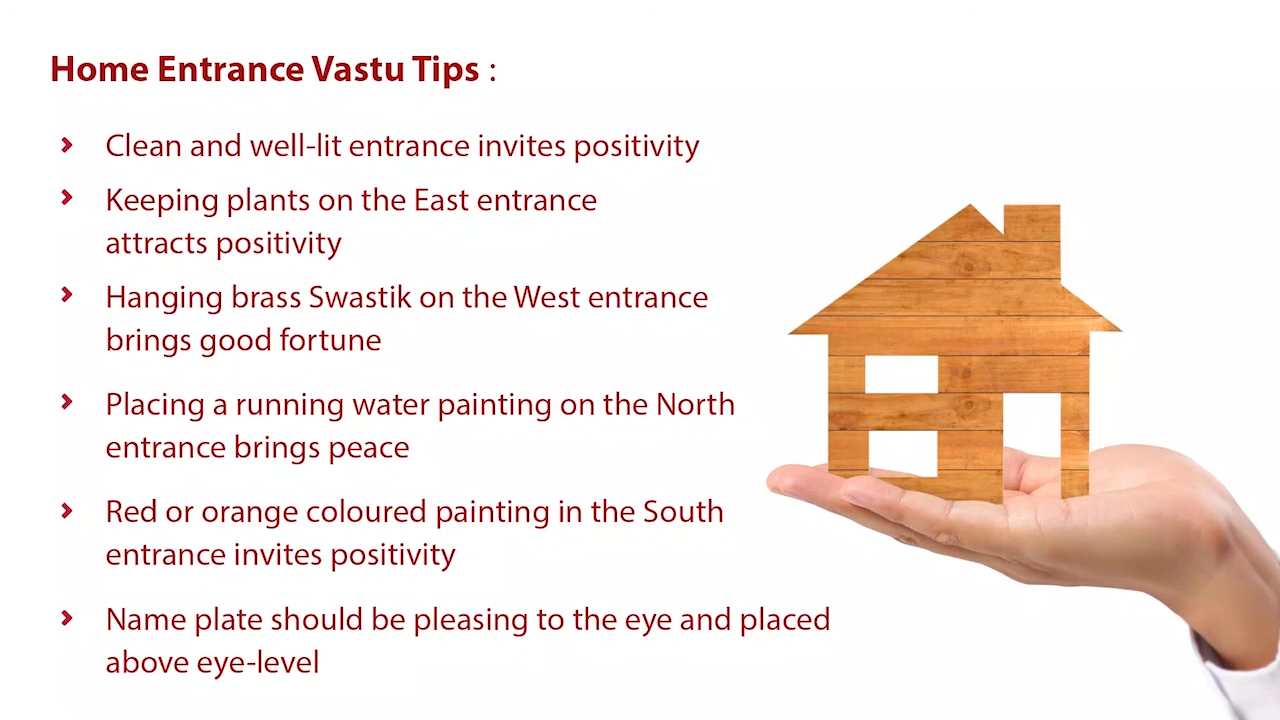 Home Entrance Vastu Tips :
Clean and well-lit entrance invites positivity
Keeping plants on the East entrance
attracts positivity
Hanging brass Swastik on the West entrance
brings good fortune
Placing a running water painting on the North
entrance brings peace
Red or orange coloured painting in the South
entrance invites positivity
Name plate should be pleasing to the eye and placed
above eye-level